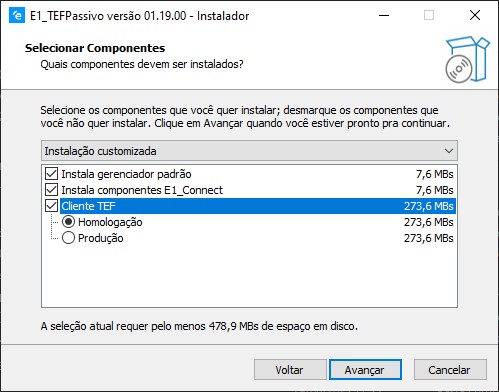 E1_TEFPassivo versão 01.19.00 - Instalador
Selecionar Componentes
Quais componentes devem ser instalados?
Selecione os componentes que você quer instalar; desmarque os componentes que
você não quer instalar. Clique em Avançar quando você estiver pronto pra continuar.
Instalação customizada
Instala gerenciador padrão 7,6 MBs
Instala componentes E1_Connect 7,6 MBs
Cliente TEF 273,6 MBs
Homologação 273,6 MBs
Produção 273,6 MBs
A seleção atual requer pelo menos 478,9 MBs de espaço em disco.
Voltar Avançar Cancelar